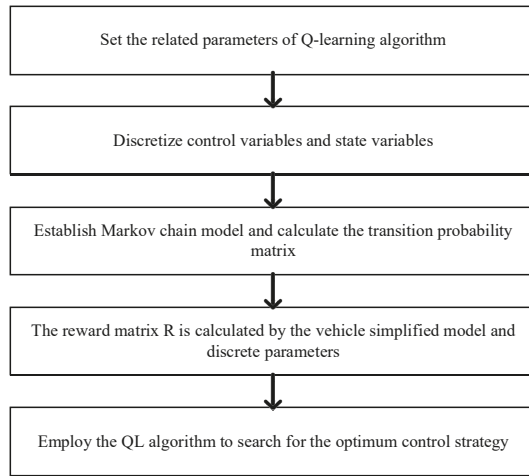 Set the related parameters of Q-learning algorithm
Discretize control variables and state variables
Establish Markov chain model and calculate the transition probability
matrix
The reward matrix R is calculated by the vehicle simplified model and
discrete parameters
Employ the QL algorithm to search for the optimum control strategy